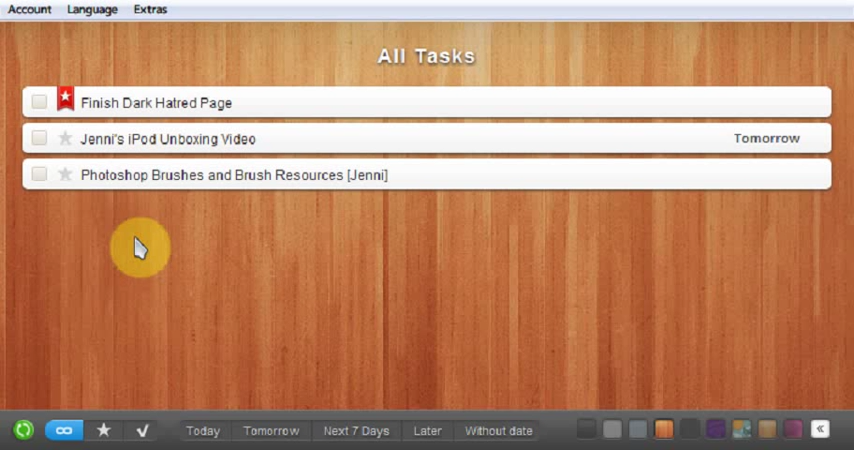 Account Language Extras
All Tasks
Finish Dark Hatred Page
Jenni's iPod Unboxing Video Tomorrow
Photoshop Brushes and Brush Resources [Jenni]
Today Tomorrow Next 7 Days Later Without date